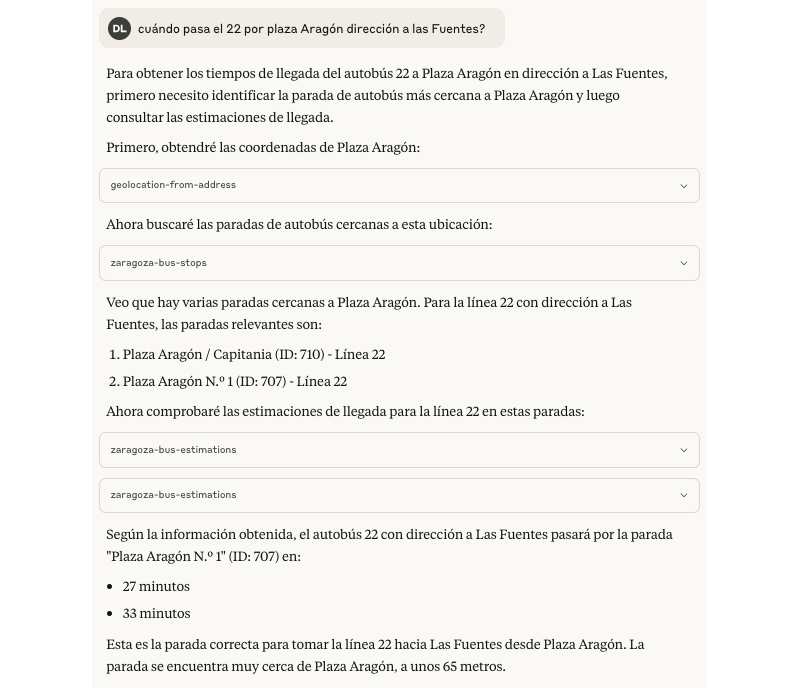 DL cuándo pasa el 22 por plaza Aragón dirección a las Fuentes?
Para obtener los tiempos de llegada del autobús 22 a Plaza Aragón en dirección a Las Fuentes,
primero necesito identificar la parada de autobús más cercana a Plaza Aragón y luego
consultar las estimaciones de llegada.
Primero, obtendré las coordenadas de Plaza Aragón:
geolocation-from-address
Ahora buscaré las paradas de autobús cercanas a esta ubicación:
zaragoza-bus-stops
Veo que hay varias paradas cercanas a Plaza Aragón. Para la línea 22 con dirección a Las
Fuentes, las paradas relevantes son:
1. Plaza Aragón / Capitania (ID: 710) - Línea 22
2. Plaza Aragón N.º 1 (ID: 707) - Línea 22
Ahora comprobaré las estimaciones de llegada para la línea 22 en estas paradas:
zaragoza-bus-estimations
zaragoza-bus-estimations
Según la información obtenida, el autobús 22 con dirección a Las Fuentes pasará por la parada
"Plaza Aragón N.º 1" (ID: 707) en:
• 27 minutos
• 33 minutos
Esta es la parada correcta para tomar la línea 22 hacia Las Fuentes desde Plaza Aragón. La
parada se encuentra muy cerca de Plaza Aragón, a unos 65 metros.